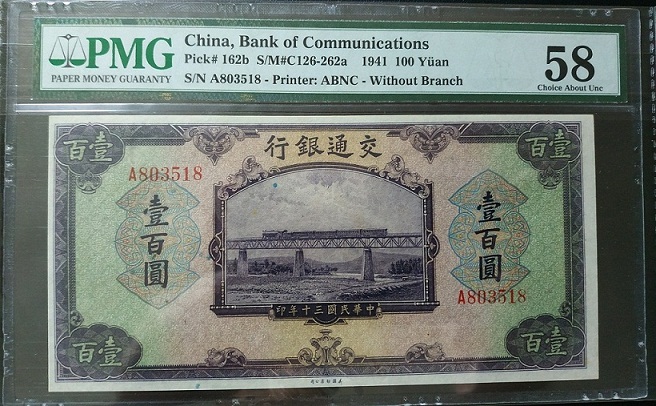 PMG
PAPER MONEY GUARANTY
China, Bank of Communications
Pick# 162b S/M#C126-262a 1941 100 Yüan
S/N A803518 - Printer: ABNC - Without Branch
58
Choice About Unc
壹百
交通銀行
壹百
A803518
壹百圓
壹百圓
A803518
中華民國三十年印
壹百
壹百